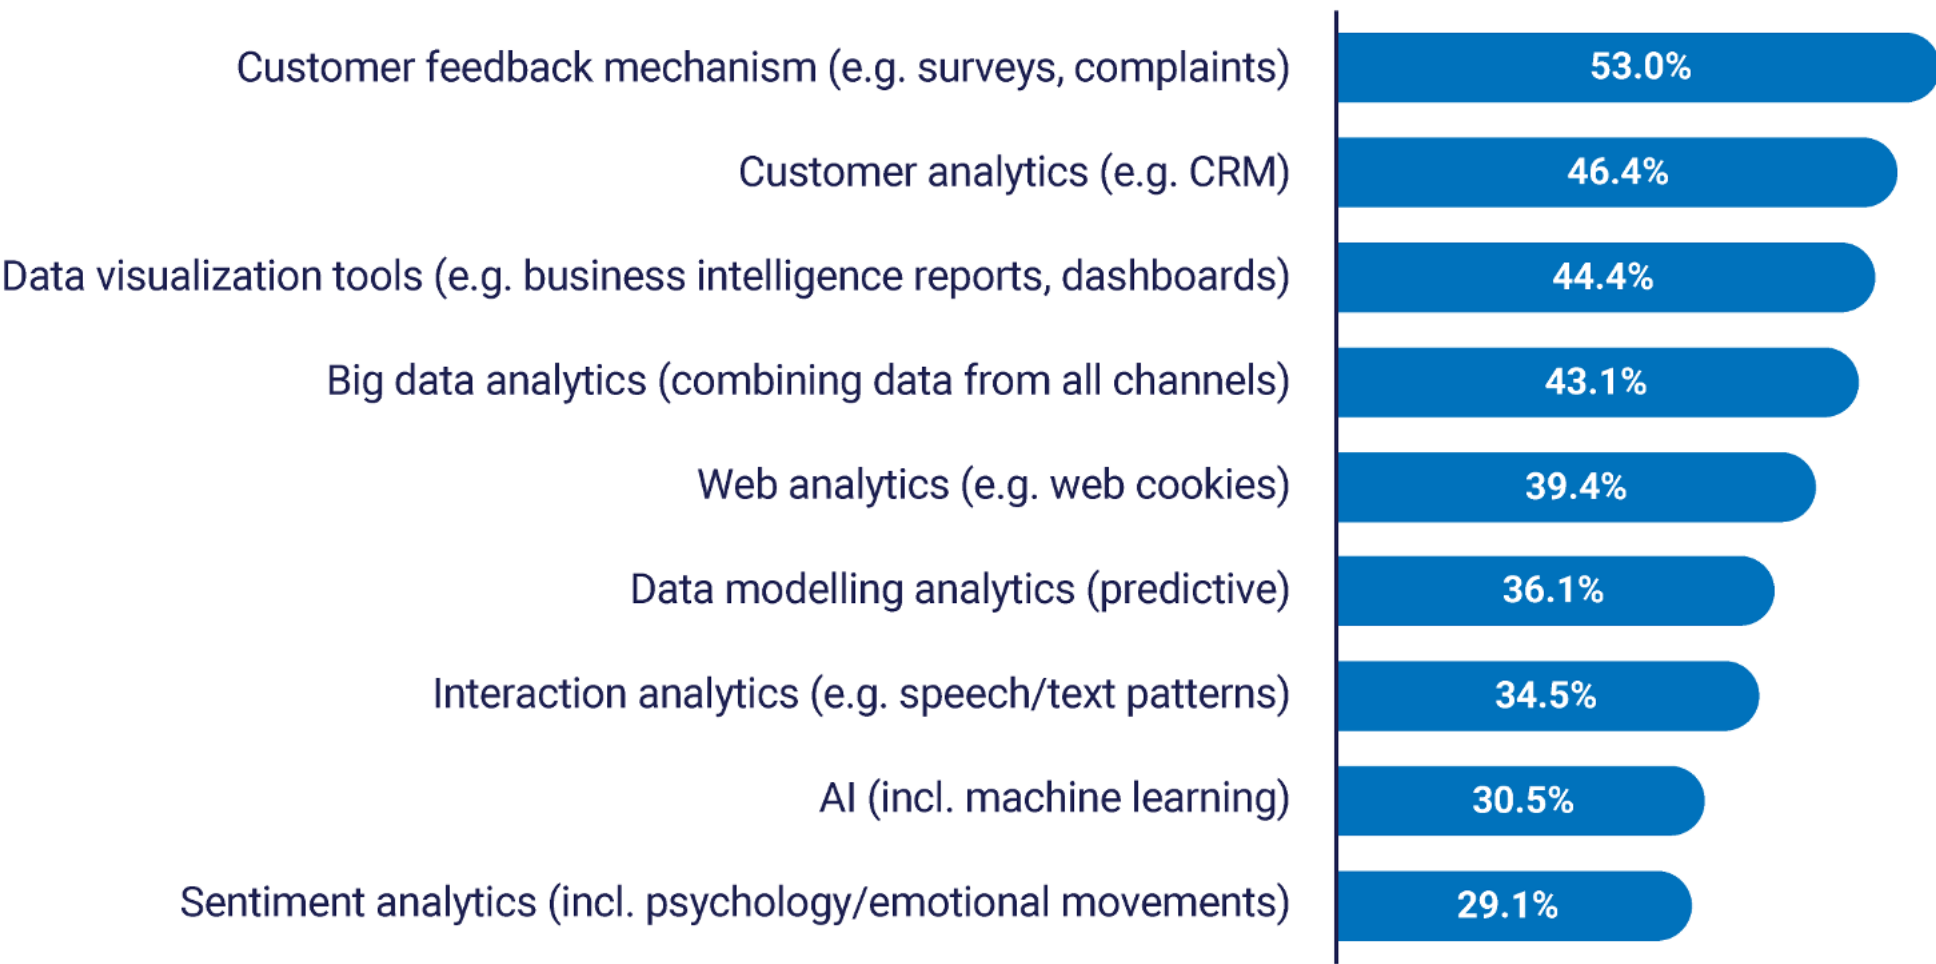 Customer feedback mechanism (e.g. surveys, complaints) 53.0%
Customer analytics (e.g. CRM) 46.4%
Data visualization tools (e.g. business intelligence reports, dashboards) 44.4%
Big data analytics (combining data from all channels) 43.1%
Web analytics (e.g. web cookies) 39.4%
Data modelling analytics (predictive) 36.1%
Interaction analytics (e.g. speech/text patterns) 34.5%
AI (incl. machine learning) 30.5%
Sentiment analytics (incl. psychology/emotional movements) 29.1%